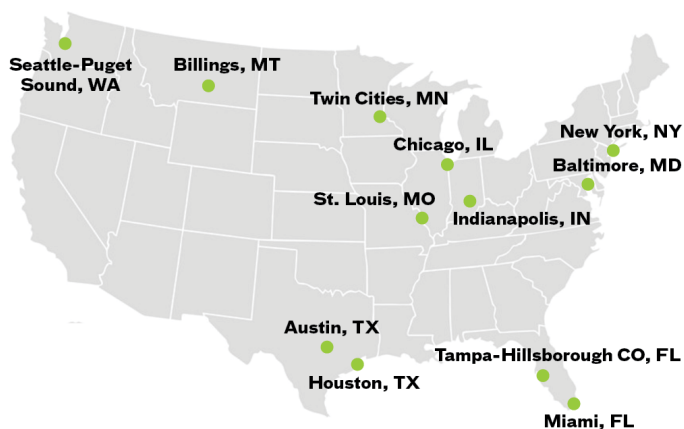 Seattle-Puget
Sound, WA
Billings, MT
Twin Cities, MN
Chicago, IL
New York, NY
Baltimore, MD
St. Louis, MO
Indianapolis, IN
Austin, TX
Houston, TX
Tampa-Hillsborough CO, FL
Miami, FL